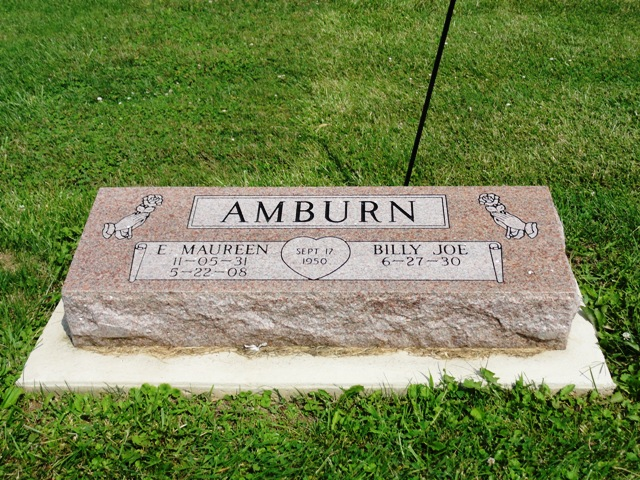 AMBURN
E. MAUREEN
11-05-31
5-22-08
SEPT 17
1950
BILLY JOE
6-27-30